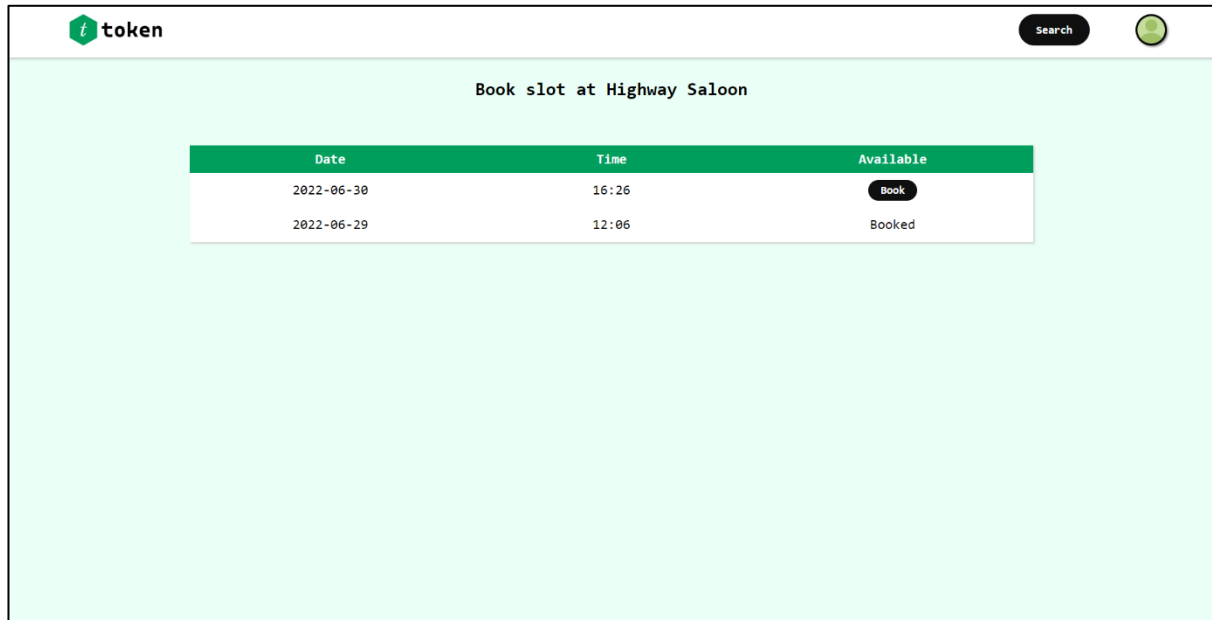 t token
Search
Book slot at Highway Saloon
Date Time Available
2022-06-30 16:26 Book
2022-06-29 12:06 Booked